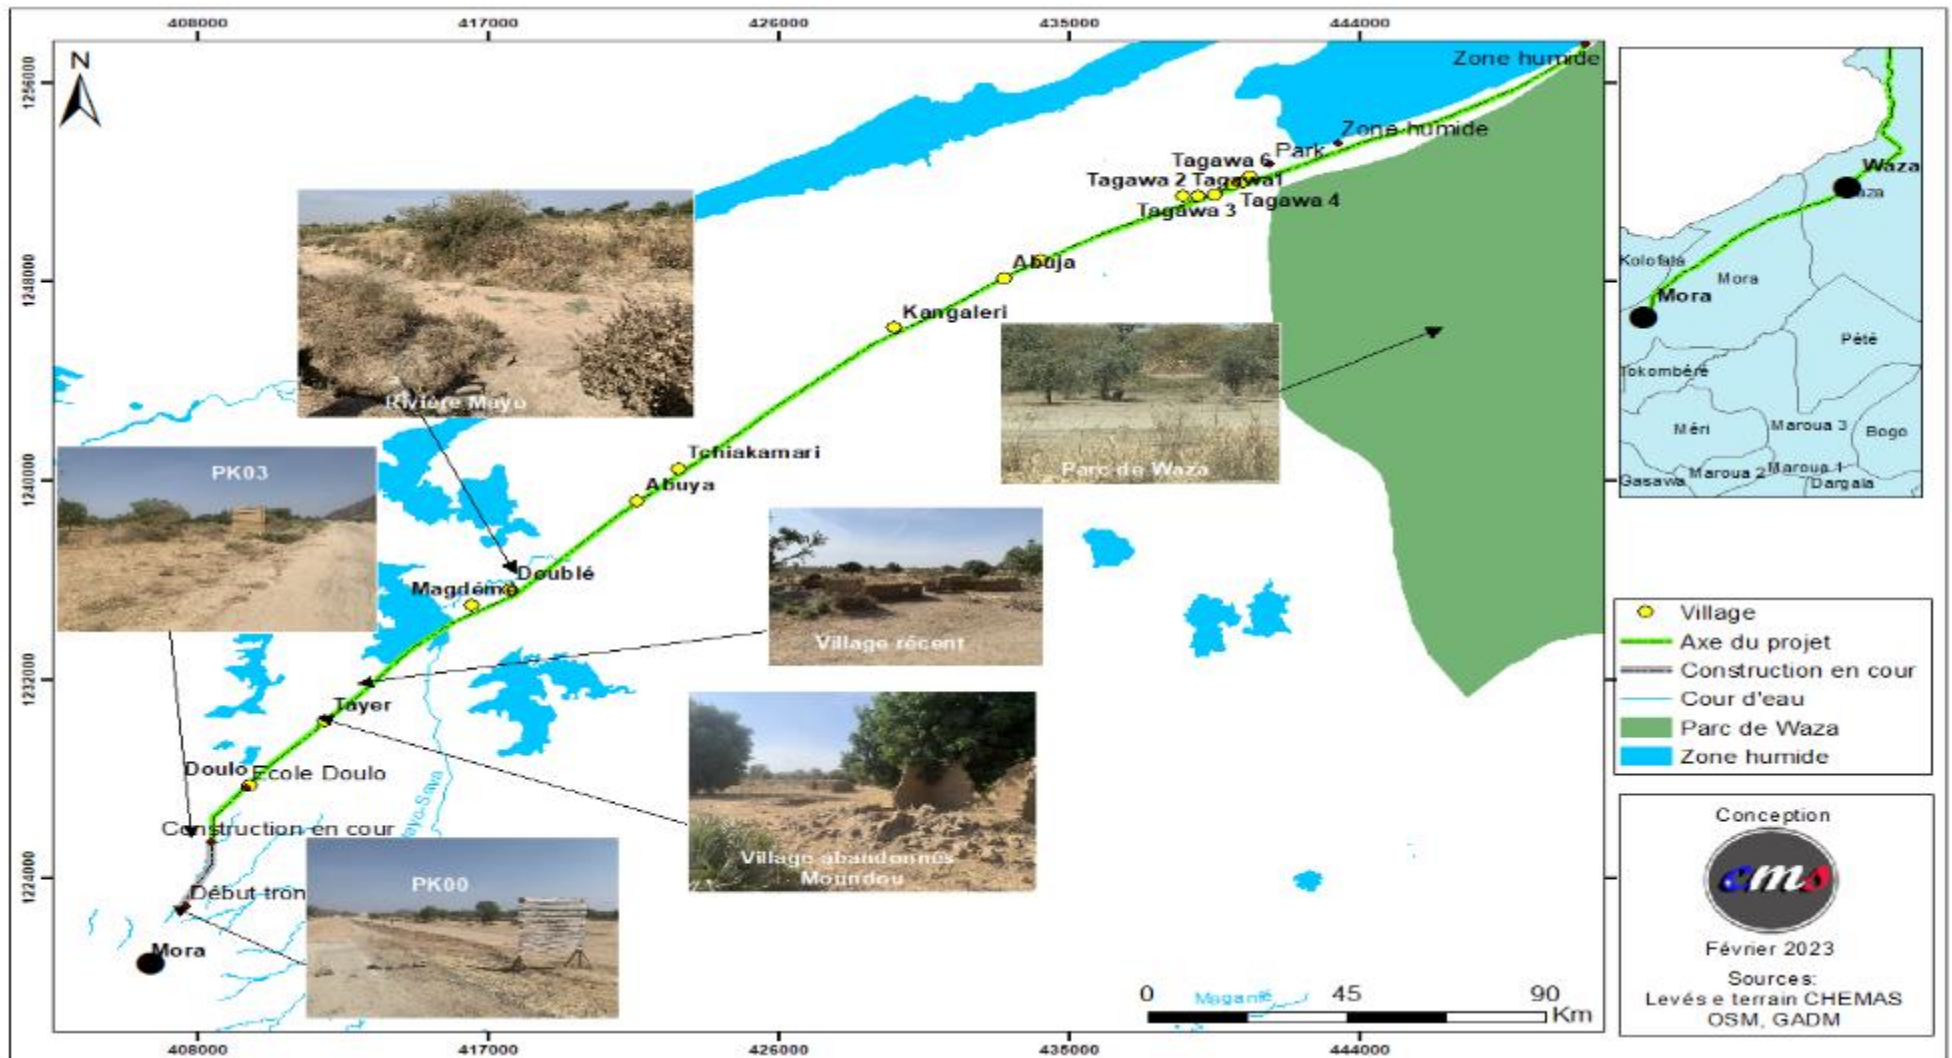 408000 417000 426000 435000 444000
1256000
1248000
1240000
1232000
1224000
N
Zone humide
Zone humide
Park
Tagawa 6
Tagawa 2 Tagawa1
Tagawa 3 Tagawa 4
Abuja
Kangaleri
Rivière Mayo
Parc de Waza
Tchiakamari
Abuya
PK03
Doublé
Magdémé
Village récent
Tayer
Doulo Ecole Doulo
Mayo-Sava
Construction en cour
Village abandonnés
Moundou
PK00
Début tron
Mora
0 45 90
Km
408000 417000 426000 435000 444000
Waza
Kolofata
Mora
Mora
Pété
Tokombéré
Méri
Maroua 3
Bogo
Maroua 2
Maroua 1
Gasawa
Dargala
Village
Axe du projet
Construction en cour
Cour d'eau
Parc de Waza
Zone humide
Conception
cms
Février 2023
Sources:
Levés e terrain CHEMAS
OSM, GADM